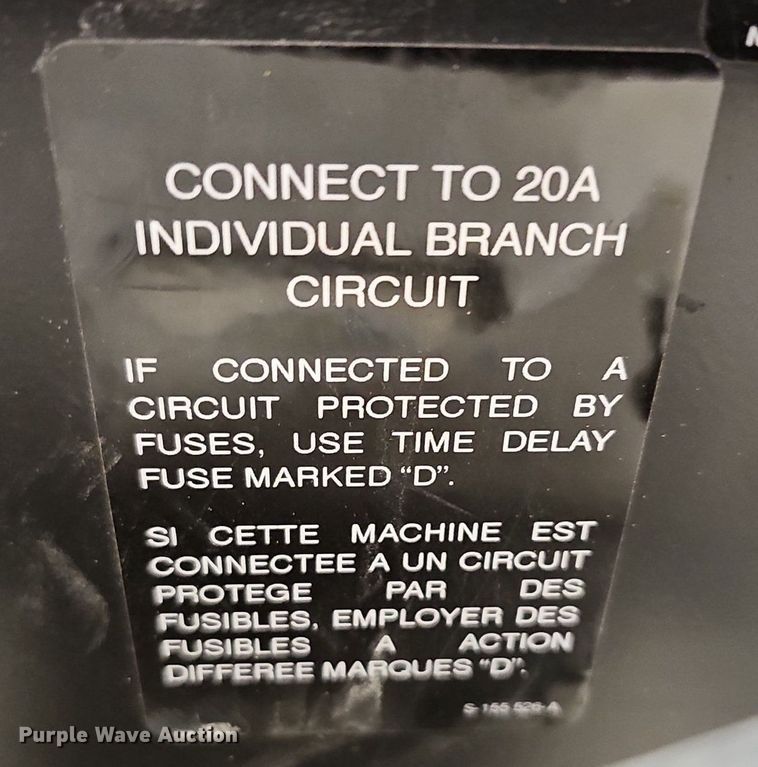 CONNECT TO 20A
INDIVIDUAL BRANCH
CIRCUIT
IF CONNECTED TO A
CIRCUIT PROTECTED BY
FUSES, USE TIME DELAY
FUSE MARKED “D”.
SI CETTE MACHINE EST
CONNECTEE A UN CIRCUIT
PROTEGE PAR DES
FUSIBLES, EMPLOYER DES
FUSIBLES A ACTION
DIFFEREE MARQUES “D”.
S-155 526-A
Purple Wave Auction